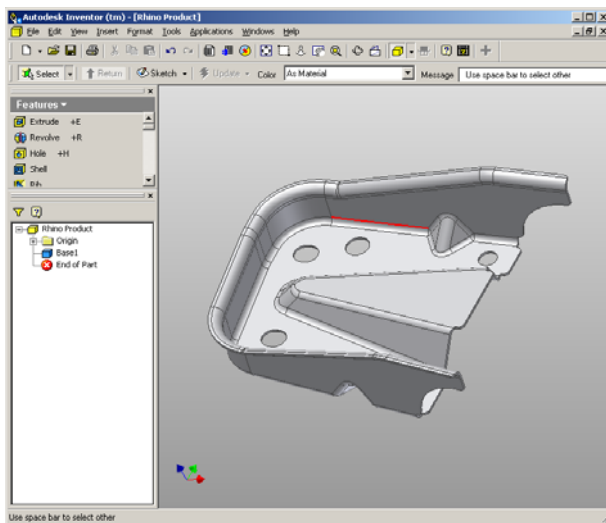 Autodesk Inventor (tm) - [Rhino Product]
File Edit View Insert Format Tools Applications Windows Help
Select Return Sketch Update Color As Material Message Use space bar to select other
Features
Extrude +E
Revolve +R
Hole +H
Shell
Rib
Rhino Product
Origin
Base1
End of Part
Use space bar to select other